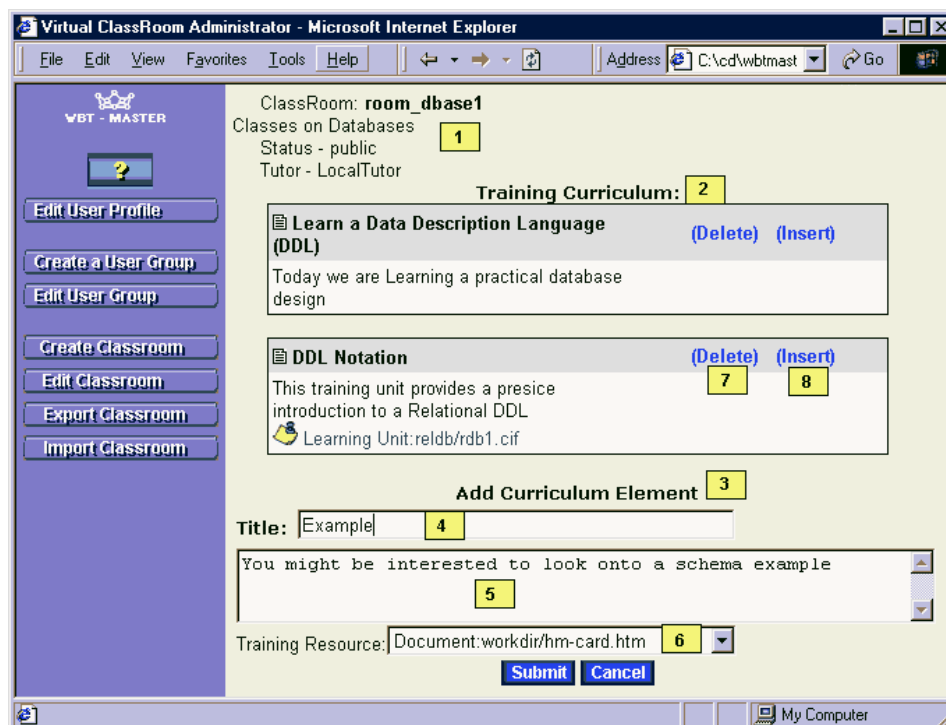 Virtual ClassRoom Administrator - Microsoft Internet Explorer
File Edit View Favorites Tools Help Address C:\cd\wbtmast Go
WBT - MASTER
?
Edit User Profile
Create a User Group
Edit User Group
Create Classroom
Edit Classroom
Export Classroom
Import Classroom
ClassRoom: room_dbase1
Classes on Databases
1
Status - public
Tutor - LocalTutor
Training Curriculum: 2
Learn a Data Description Language
(DDL)
(Delete) (Insert)
Today we are Learning a practical database
design
DDL Notation (Delete) (Insert)
7 8
This training unit provides a presice
introduction to a Relational DDL
Learning Unit:reldb/rdb1.cif
Add Curriculum Element 3
Title: Example 4
You might be interested to look onto a schema example
5
Training Resource: Document:workdir/hm-card.htm 6
Submit Cancel
My Computer